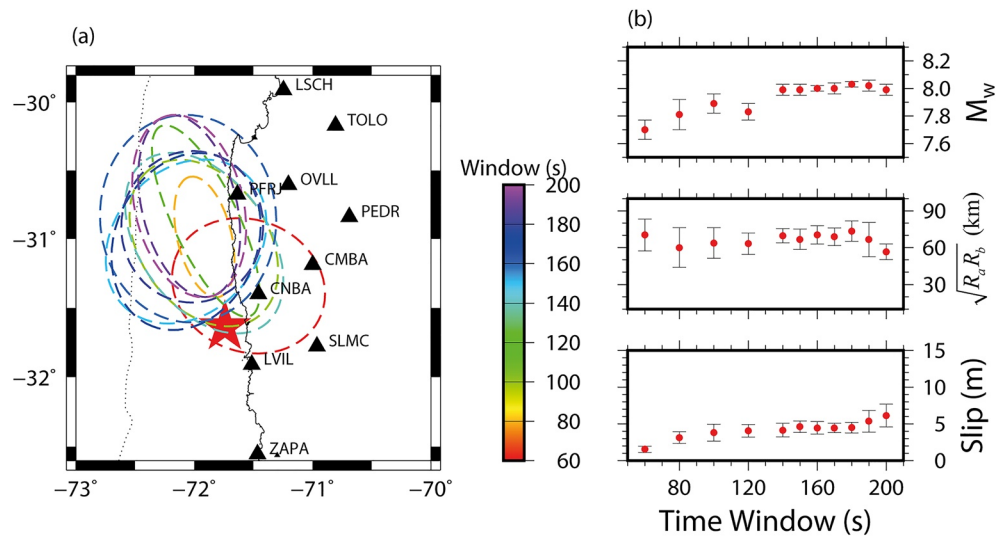 (a)
(b)
LSCH
TOLO
OVLL
PFRJ
PEDR
CMBA
CNBA
SLMC
LVIL
ZAPA
−30˚
−31˚
−32˚
−73˚ −72˚ −71˚ −70˚
Window (s)
200
180
160
140
120
100
80
60
8.2
8.0
7.8
7.6
Mw
90
60
30
√RaRb (km)
15
10
5
0
Slip (m)
80 120 160 200
Time Window (s)